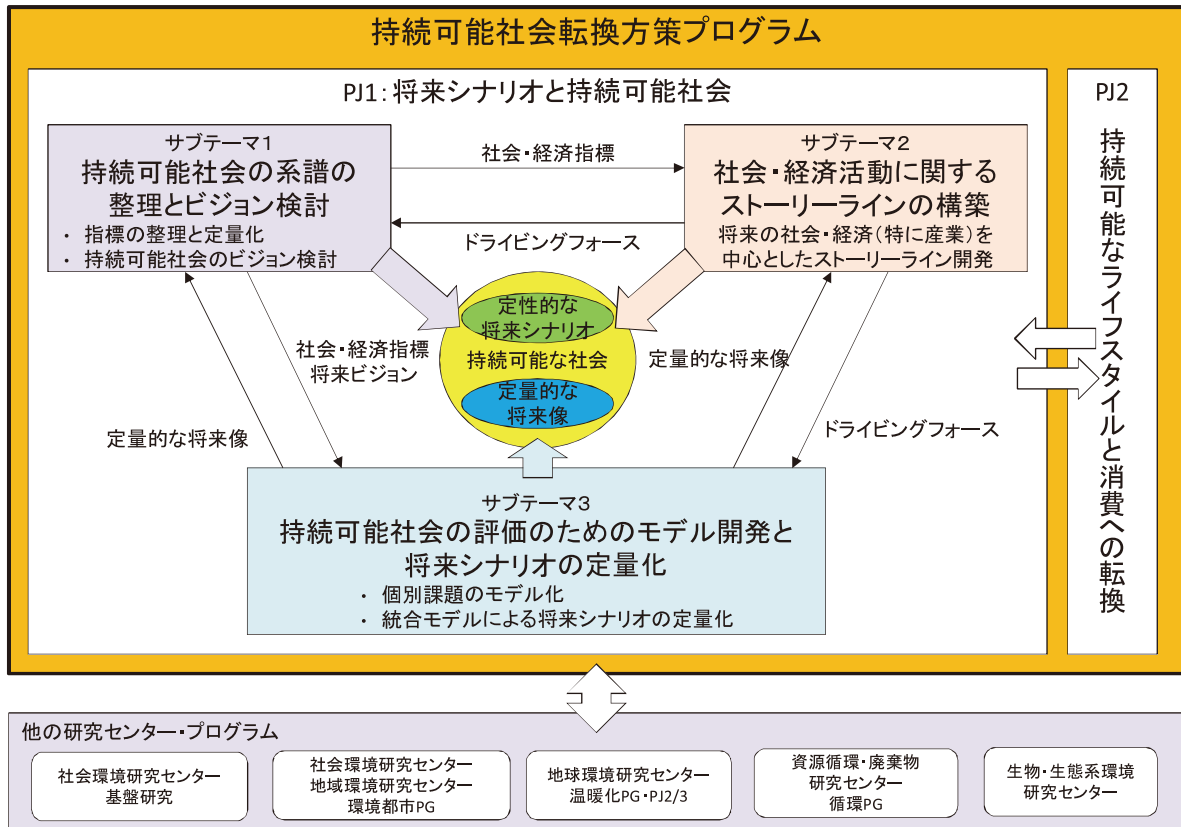 持続可能社会転換方策プログラム
PJ1:将来シナリオと持続可能社会
サブテーマ1
持続可能社会の系譜の
整理とビジョン検討
・ 指標の整理と定量化
・ 持続可能社会のビジョン検討
社会・経済指標
ドライビングフォース
サブテーマ2
社会・経済活動に関する
ストーリーラインの構築
将来の社会・経済(特に産業)を
中心としたストーリーライン開発
定性的な
将来シナリオ
持続可能な社会
定量的な
将来像
社会・経済指標
将来ビジョン
定量的な将来像
定量的な将来像
ドライビングフォース
サブテーマ3
持続可能社会の評価のためのモデル開発と
将来シナリオの定量化
・ 個別課題のモデル化
・ 統合モデルによる将来シナリオの定量化
PJ2
持続可能なライフスタイルと消費への転換
他の研究センター・プログラム
社会環境研究センター
基盤研究
社会環境研究センター
地域環境研究センター
環境都市PG
地球環境研究センター
温暖化PG・PJ2/3
資源循環・廃棄物
研究センター
循環PG
生物・生態系環境
研究センター